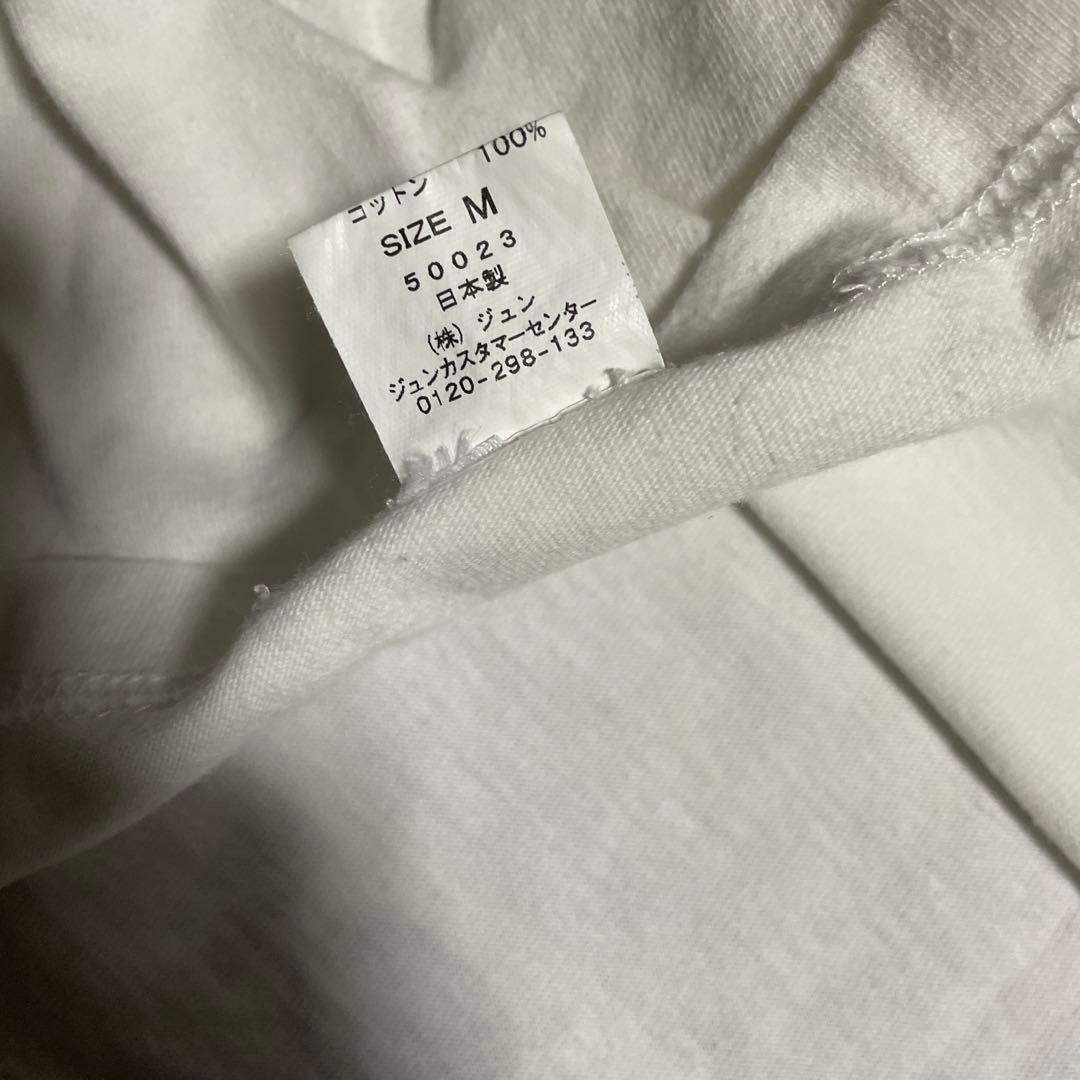 コットン 100%
SIZE M
50023
日本製
(株) ジュン
ジュンカスタマーセンター
0120-298-133